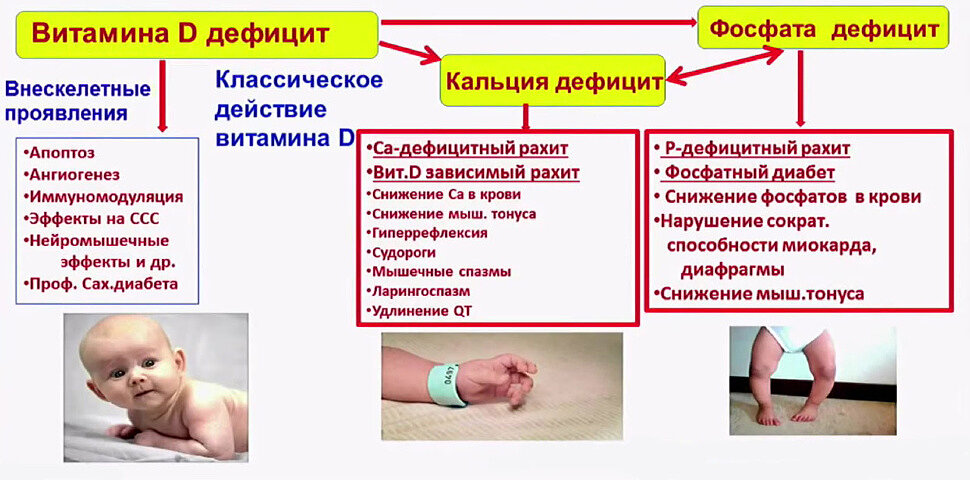 Витамина D дефицит
Фосфата дефицит
Кальция дефицит
Внескелетные
проявления
Классическое
действие
витамина D
•Апоптоз
•Ангиогенез
•Иммуномодуляция
•Эффекты на ССС
•Нейромышечные
эффекты и др.
•Проф. Сах.диабета
•Са-дефицитный рахит
•Вит.D зависимый рахит
•Снижение Са в крови
•Снижение мыш. тонуса
•Гиперрефлексия
•Судороги
•Мышечные спазмы
•Ларингоспазм
•Удлинение QT
• Р-дефицитный рахит
• Фосфатный диабет
• Снижение фосфатов в крови
•Нарушение сократ.
способности миокарда,
диафрагмы
•Снижение мыш.тонуса
0497